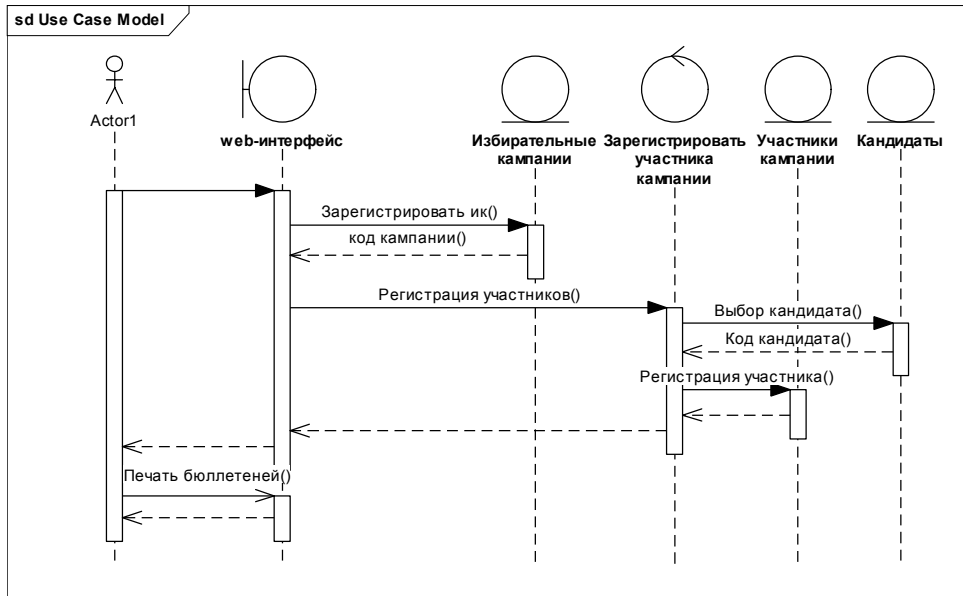 sd Use Case Model
Actor1
web-интерфейс
Избирательные
кампании
Зарегистрировать
участника
кампании
Участники
кампании
Кандидаты
Зарегистрировать ик()
код кампании()
Регистрация участников()
Выбор кандидата()
Код кандидата()
Регистрация участника()
Печать бюллетеней()